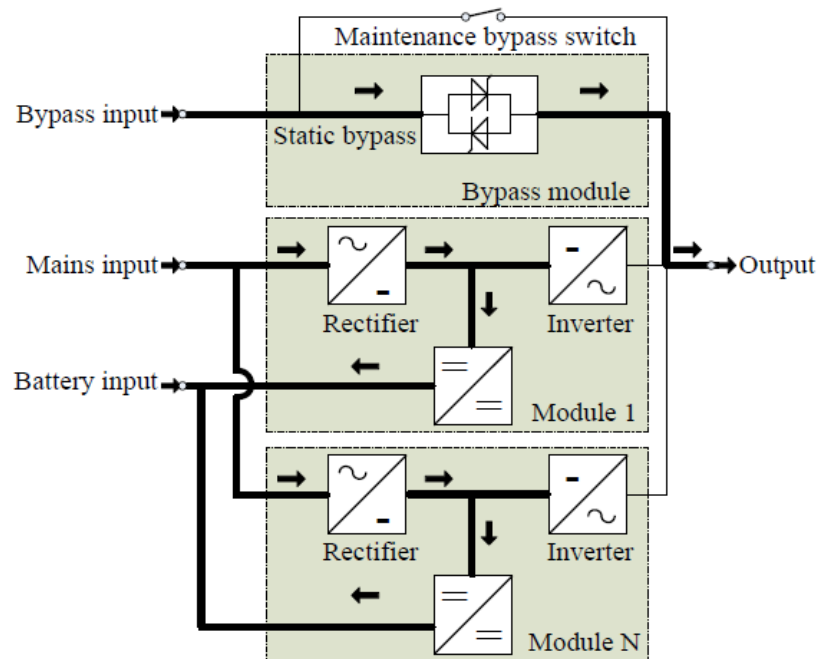 Maintenance bypass switch
Bypass input
Static bypass
Bypass module
Mains input
Output
Rectifier
Inverter
Battery input
Module 1
Rectifier
Inverter
Module N